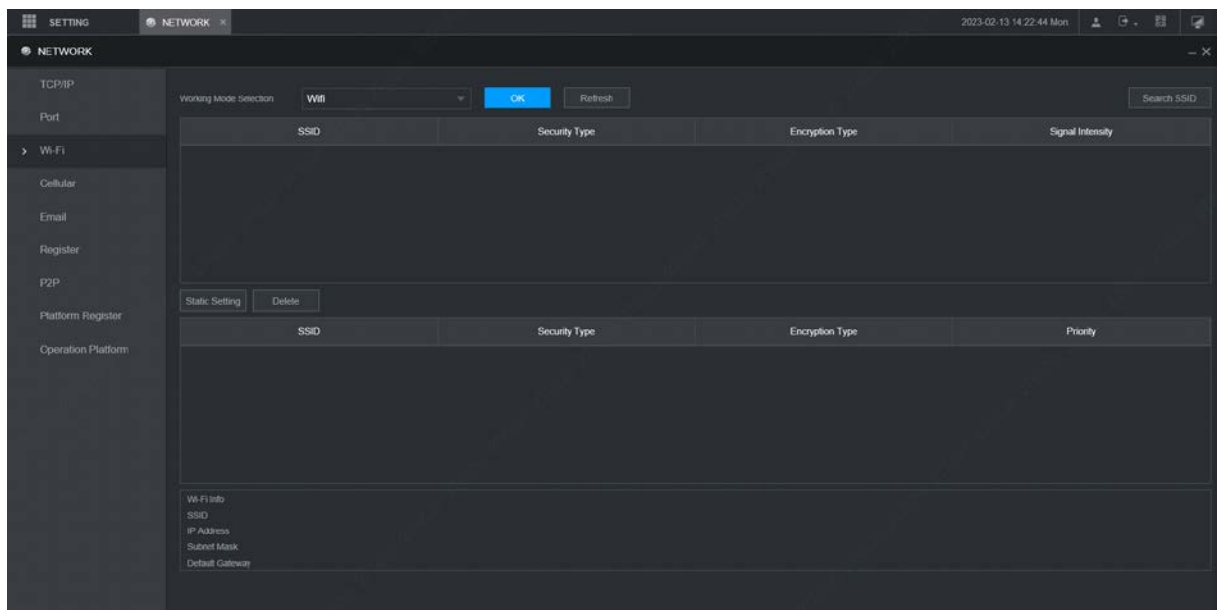 SETTING NETWORK × 2023-02-13 14:22:44 Mon
NETWORK
TCP/IP
Port
Wi-Fi
Cellular
Email
Register
P2P
Platform Register
Operation Platform
Working Mode Selection Wifi OK Refresh Search SSID
SSID Security Type Encryption Type Signal Intensity
Static Setting Delete
SSID Security Type Encryption Type Priority
Wi-Fi Info
SSID
IP Address
Subnet Mask
Default Gateway